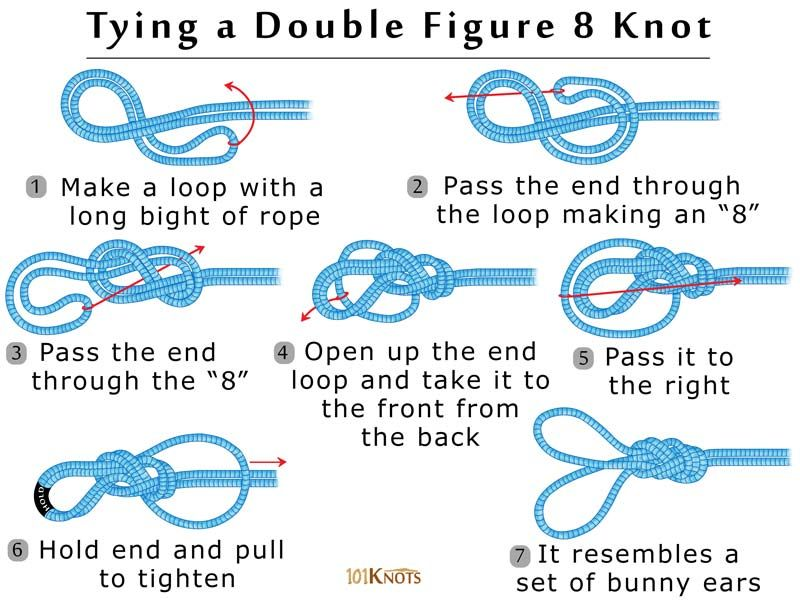 Tying a Double Figure 8 Knot
1 Make a loop with a
long bight of rope
2 Pass the end through
the loop making an “8”
3 Pass the end
through the “8”
4 Open up the end
loop and take it to
the front from
the back
5 Pass it to
the right
HOLD
6 Hold end and pull
to tighten
7 It resembles a
set of bunny ears
101KNOTS